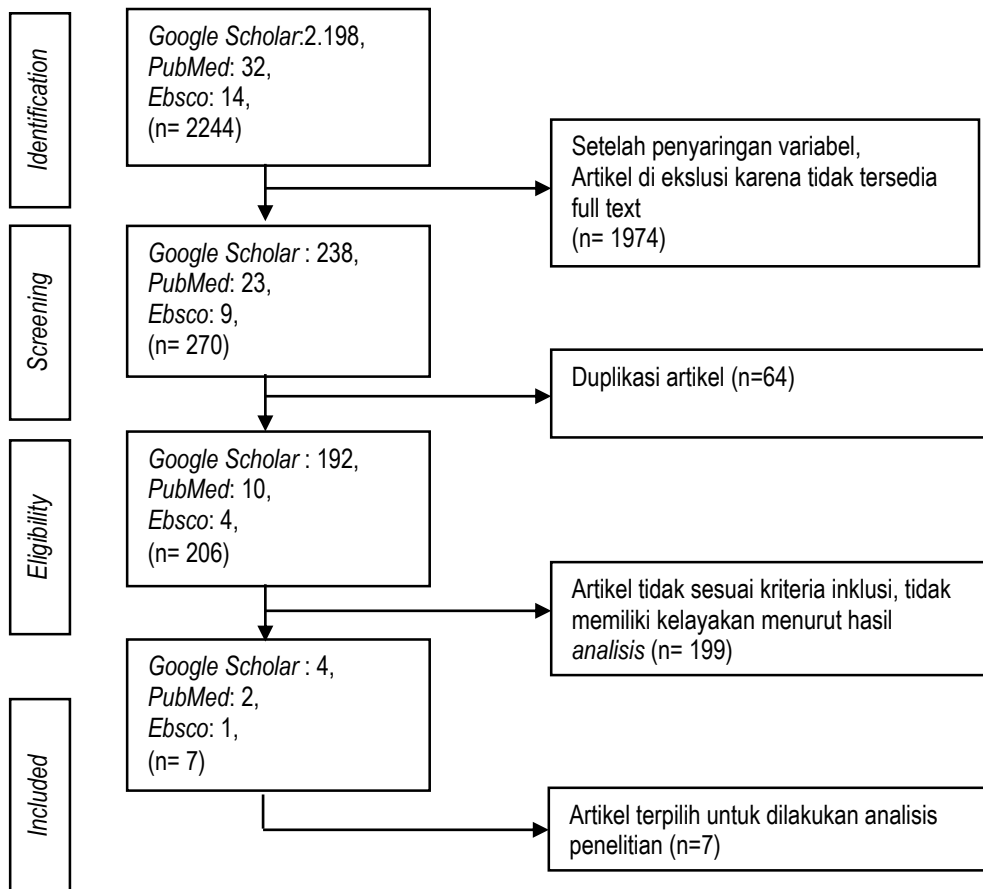 Identification
Google Scholar:2.198,
PubMed: 32,
Ebsco: 14,
(n= 2244)
Setelah penyaringan variabel,
Artikel di ekslusi karena tidak tersedia
full text
(n= 1974)
Screening
Google Scholar : 238,
PubMed: 23,
Ebsco: 9,
(n= 270)
Duplikasi artikel (n=64)
Eligibility
Google Scholar : 192,
PubMed: 10,
Ebsco: 4,
(n= 206)
Artikel tidak sesuai kriteria inklusi, tidak
memiliki kelayakan menurut hasil
analisis (n= 199)
Included
Google Scholar : 4,
PubMed: 2,
Ebsco: 1,
(n= 7)
Artikel terpilih untuk dilakukan analisis
penelitian (n=7)